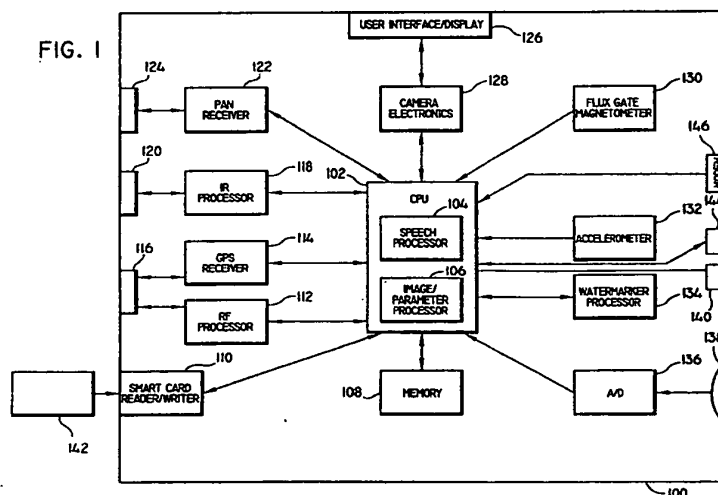 FIG. 1
USER INTERFACE/DISPLAY
126
124
122
PAN
RECEIVER
128
CAMERA
ELECTRONICS
130
FLUX GATE
MAGNETOMETER
146
120
118
IR
PROCESSOR
102
CPU
104
SPEECH
PROCESSOR
132
ACCELEROMETER
116
114
GPS
RECEIVER
106
IMAGE/
PARAMETER
PROCESSOR
140
112
RF
PROCESSOR
WATERMARKER
PROCESSOR
134
110
SMART CARD
READER/WRITER
142
108
MEMORY
136
A/D
138
100